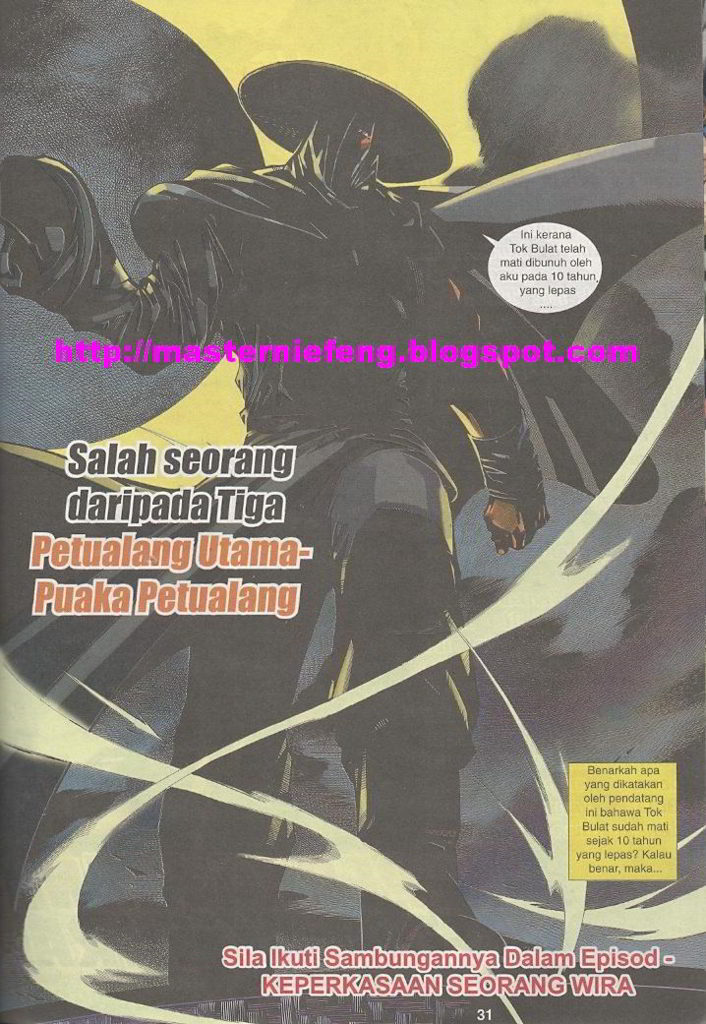 Ini kerana
Tok Bulat telah
mati dibunuh oleh
aku pada 10 tahun
yang lepas
....
http://masterniefeng.blogspot.com
Salah seorang
daripada Tiga
Petualang Utama-
Puaka Petualang
Benarkah apa
yang dikatakan
oleh pendatang
ini bahawa Tok
Bulat sudah mati
sejak 10 tahun
yang lepas? Kalau
benar, maka...
Sila Ikuti Sambungannya Dalam Episod -
KEPERKASAAN SEORANG WIRA
31